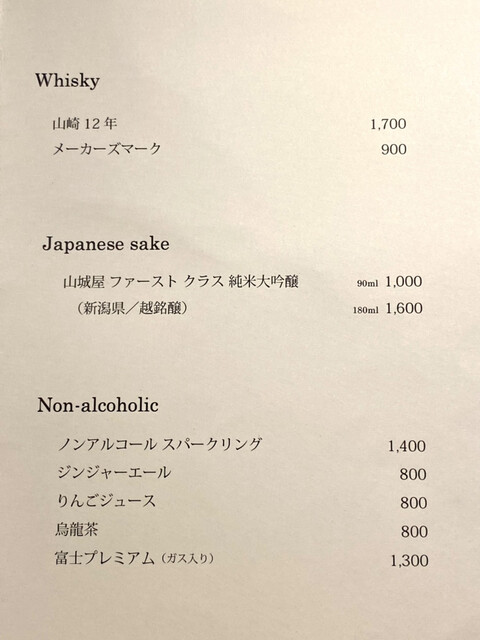 Whisky
山崎 12 年 1,700
メーカーズマーク 900
Japanese sake
山城屋 ファースト クラス 純米大吟醸 90ml 1,000
（新潟県／越銘醸） 180ml 1,600
Non-alcoholic
ノンアルコール スパークリング 1,400
ジンジャーエール 800
りんごジュース 800
烏龍茶 800
富士プレミアム（ガス入り） 1,300